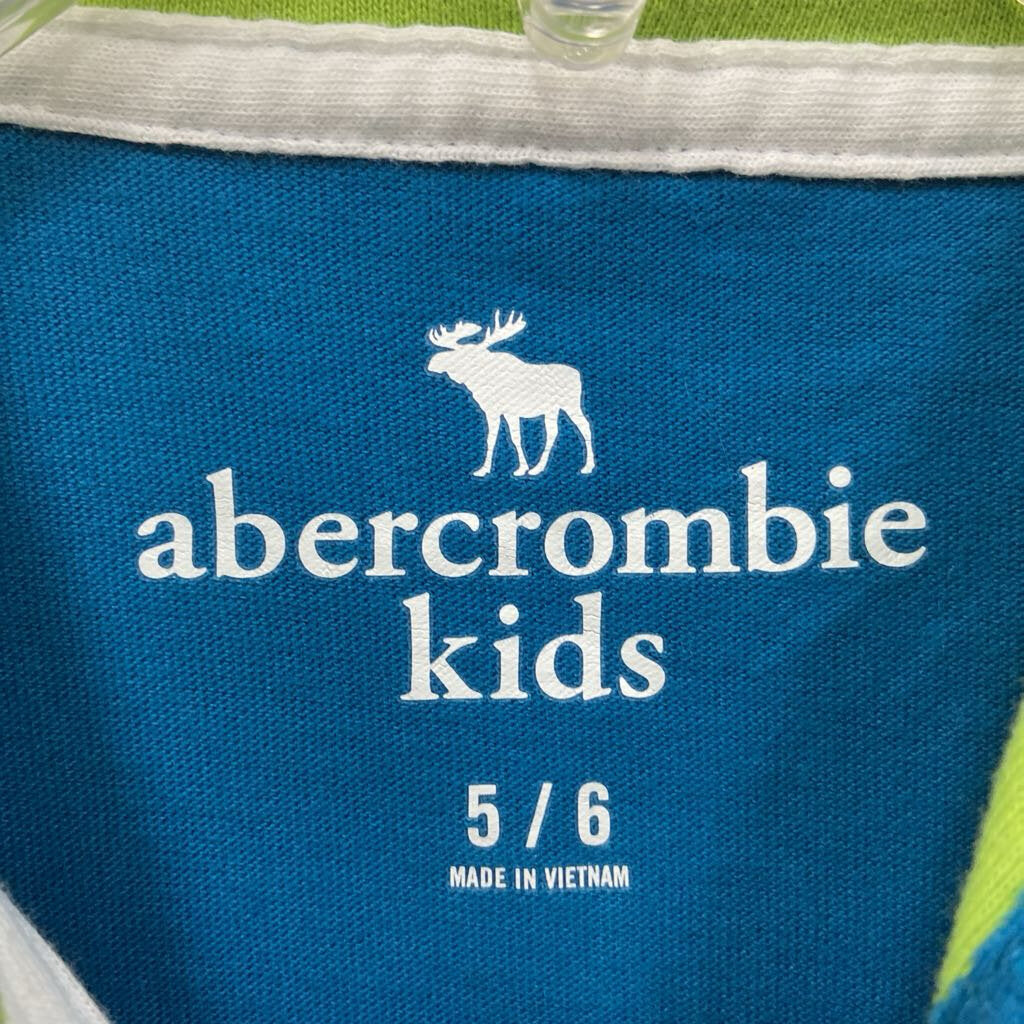 abercrombie
kids
5 / 6
MADE IN VIETNAM